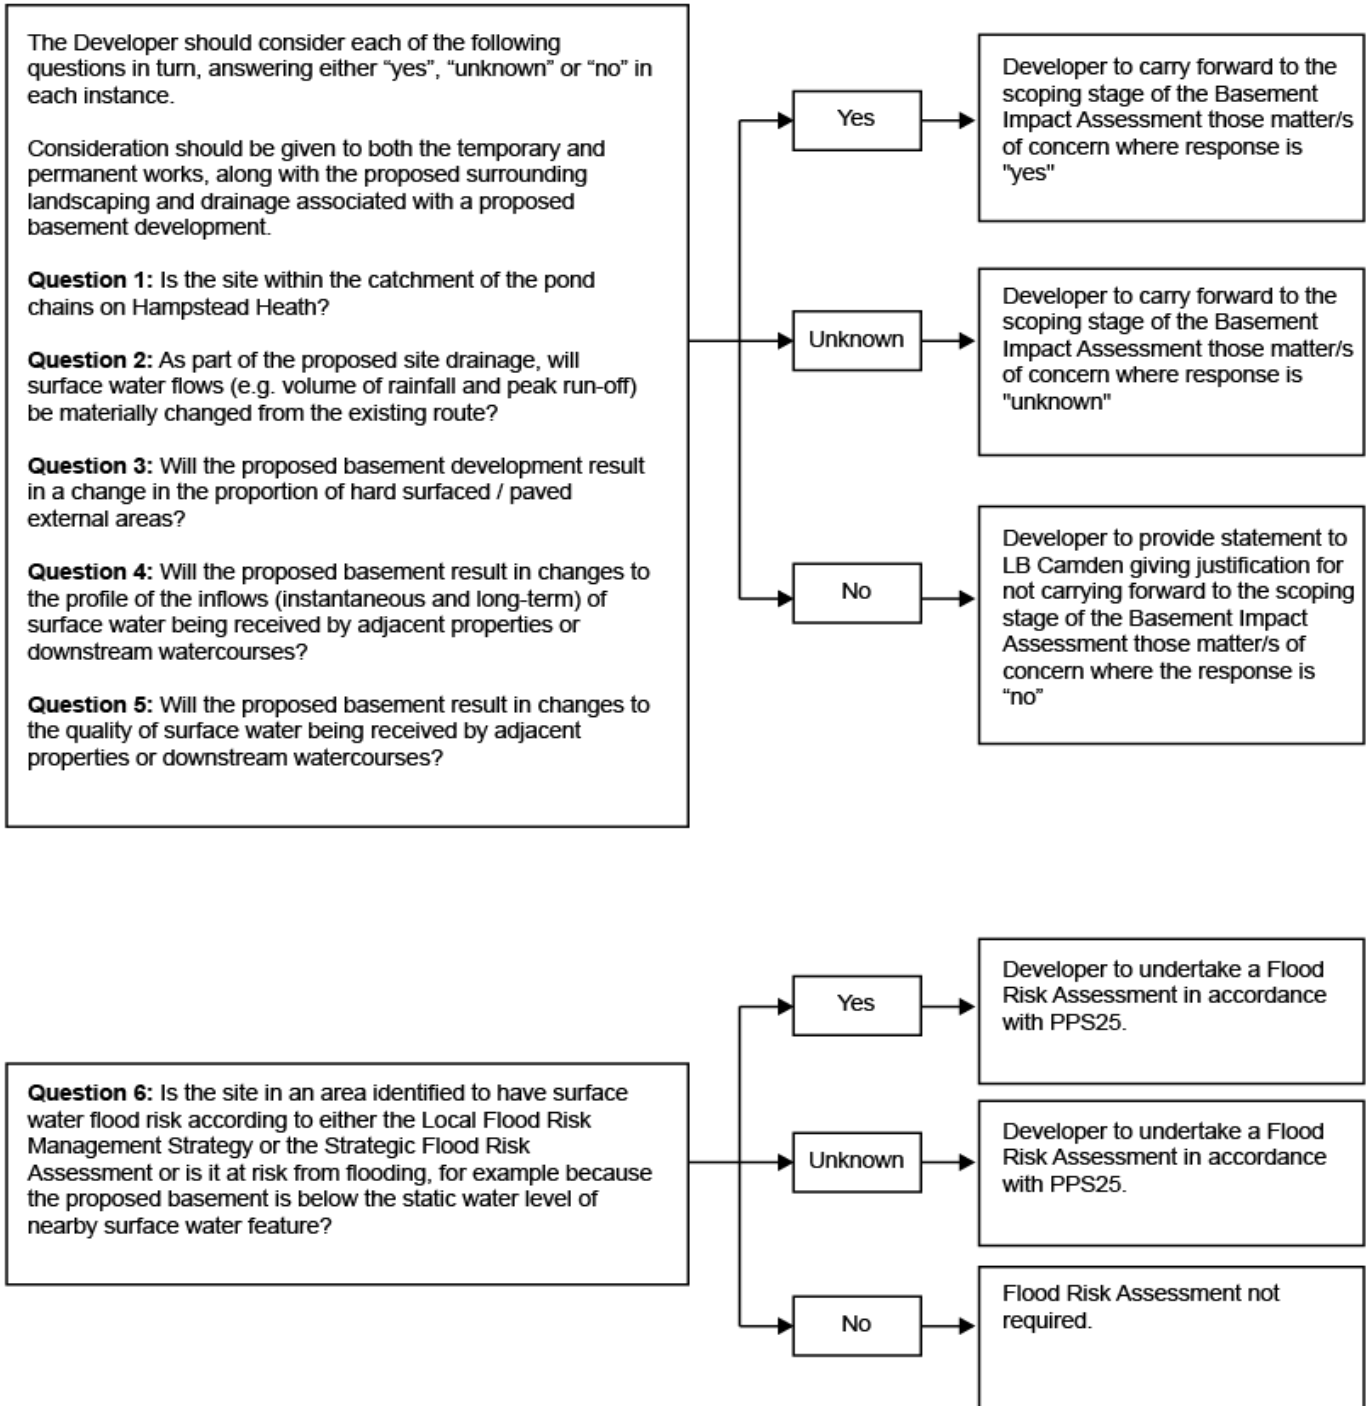 The Developer should consider each of the following
questions in turn, answering either “yes”, “unknown” or “no” in
each instance.
Consideration should be given to both the temporary and
permanent works, along with the proposed surrounding
landscaping and drainage associated with a proposed
basement development.
Question 1: Is the site within the catchment of the pond
chains on Hampstead Heath?
Question 2: As part of the proposed site drainage, will
surface water flows (e.g. volume of rainfall and peak run-off)
be materially changed from the existing route?
Question 3: Will the proposed basement development result
in a change in the proportion of hard surfaced / paved
external areas?
Question 4: Will the proposed basement result in changes to
the profile of the inflows (instantaneous and long-term) of
surface water being received by adjacent properties or
downstream watercourses?
Question 5: Will the proposed basement result in changes to
the quality of surface water being received by adjacent
properties or downstream watercourses?
Yes
Developer to carry forward to the
scoping stage of the Basement
Impact Assessment those matter/s
of concern where response is
"yes"
Unknown
Developer to carry forward to the
scoping stage of the Basement
Impact Assessment those matter/s
of concern where response is
"unknown"
No
Developer to provide statement to
LB Camden giving justification for
not carrying forward to the scoping
stage of the Basement Impact
Assessment those matter/s of
concern where the response is
“no”
Question 6: Is the site in an area identified to have surface
water flood risk according to either the Local Flood Risk
Management Strategy or the Strategic Flood Risk
Assessment or is it at risk from flooding, for example because
the proposed basement is below the static water level of
nearby surface water feature?
Yes
Developer to undertake a Flood
Risk Assessment in accordance
with PPS25.
Unknown
Developer to undertake a Flood
Risk Assessment in accordance
with PPS25.
No
Flood Risk Assessment not
required.